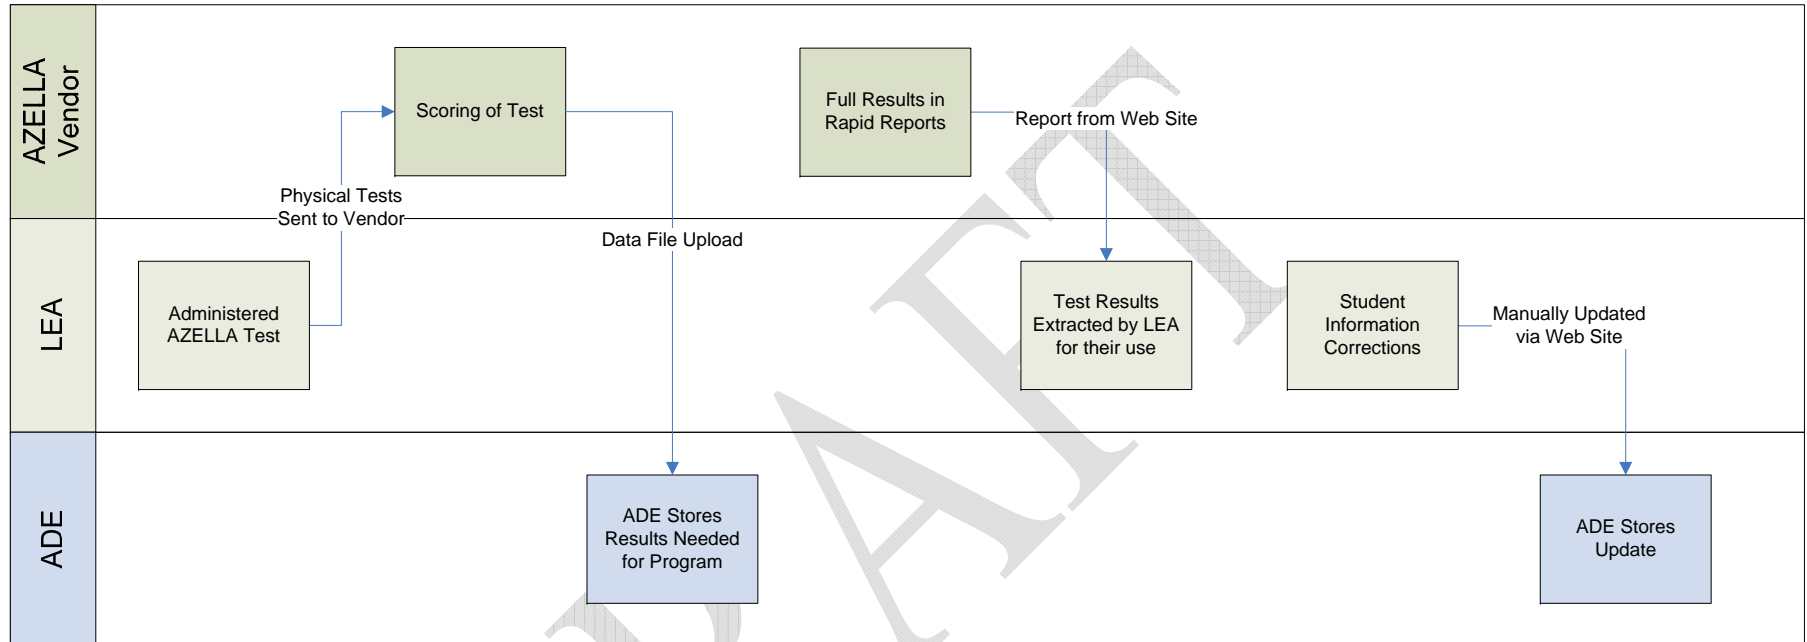 AZELLA
Vendor
Scoring of Test
Full Results in
Rapid Reports
Report from Web Site
Physical Tests
Sent to Vendor
LEA
Administered
AZELLA Test
Data File Upload
Test Results
Extracted by LEA
for their use
Student
Information
Corrections
Manually Updated
via Web Site
ADE
ADE Stores
Results Needed
for Program
ADE Stores
Update
DRAFT